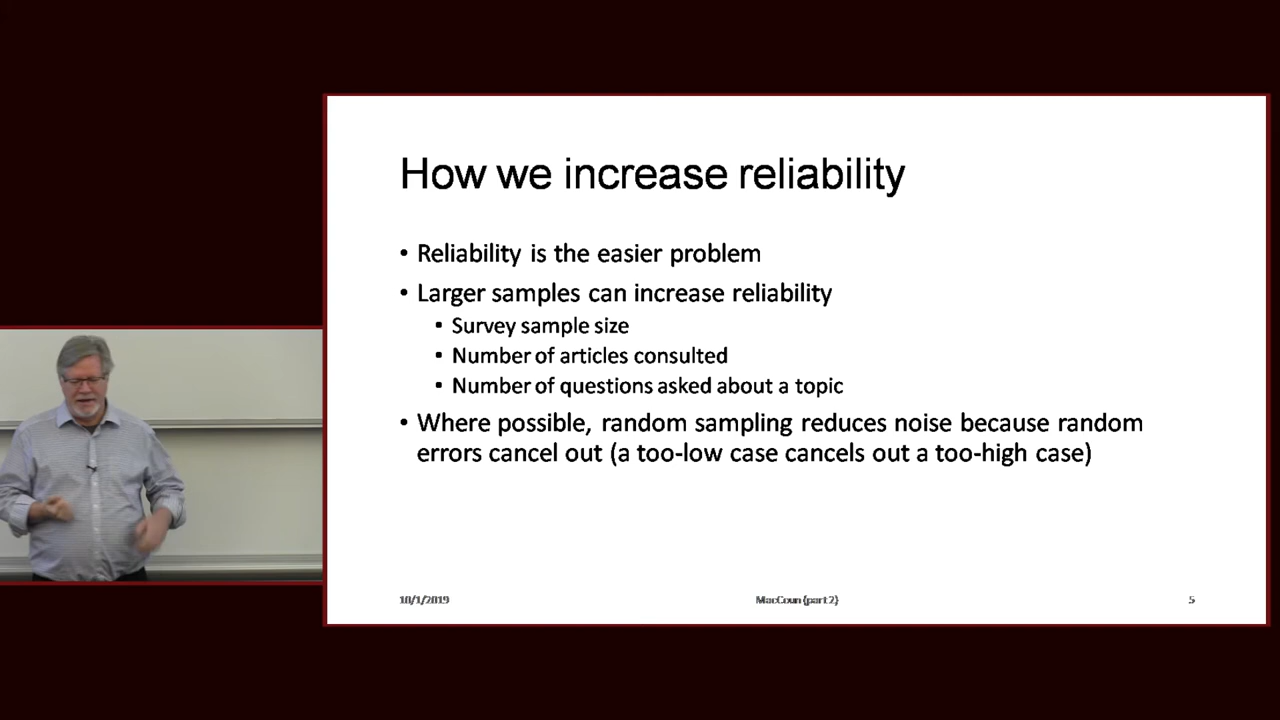 How we increase reliability
• Reliability is the easier problem
• Larger samples can increase reliability
▪ Survey sample size
▪ Number of articles consulted
▪ Number of questions asked about a topic
• Where possible, random sampling reduces noise because random
errors cancel out (a too-low case cancels out a too-high case)
10/1/2019
MacCoun (part 2)
5